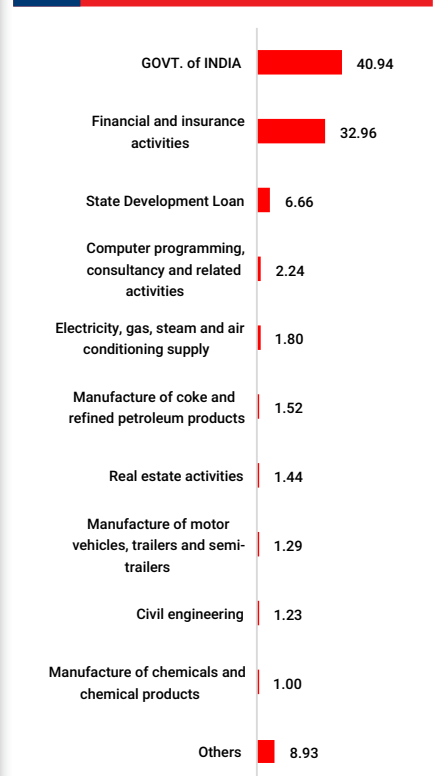 GOVT. of INDIA 40.94
Financial and insurance
activities 32.96
State Development Loan 6.66
Computer programming,
consultancy and related
activities 2.24
Electricity, gas, steam and air
conditioning supply 1.80
Manufacture of coke and
refined petroleum products 1.52
Real estate activities 1.44
Manufacture of motor
vehicles, trailers and semi-
trailers 1.29
Civil engineering 1.23
Manufacture of chemicals and
chemical products 1.00
Others 8.93